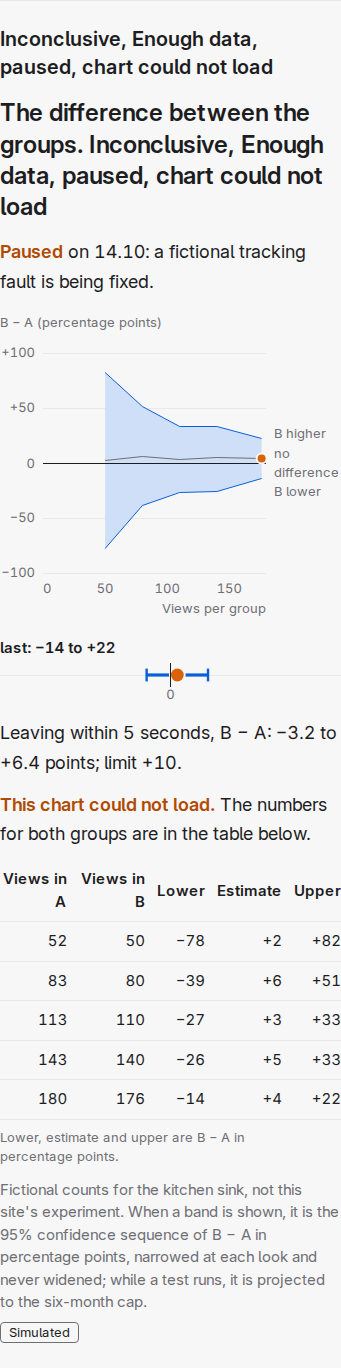 Inconclusive, Enough data,
paused, chart could not load
The difference between the
groups. Inconclusive, Enough
data, paused, chart could not
load
Paused on 14.10: a fictional tracking
fault is being fixed.
B − A (percentage points)
+100
+50
0
−50
−100
B higher
no
difference
B lower
0 50 100 150
Views per group
last: −14 to +22
0
Leaving within 5 seconds, B − A: −3.2 to
+6.4 points; limit +10.
This chart could not load. The numbers
for both groups are in the table below.
Views in A Views in B Lower Estimate Upper
52 50 −78 +2 +82
83 80 −39 +6 +51
113 110 −27 +3 +33
143 140 −26 +5 +33
180 176 −14 +4 +22
Lower, estimate and upper are B − A in
percentage points.
Fictional counts for the kitchen sink, not this
site's experiment. When a band is shown, it is the
95% confidence sequence of B − A in
percentage points, narrowed at each look and
never widened; while a test runs, it is projected
to the six-month cap.
Simulated